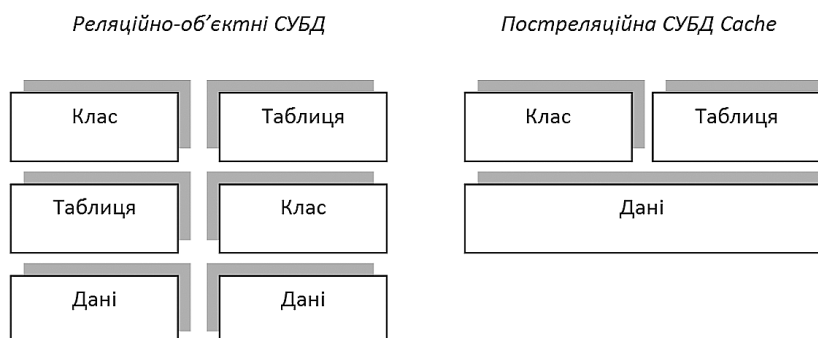 Реляційно-об’єктні СУБД
Постреляційна СУБД Cache
Клас
Таблиця
Клас
Таблиця
Таблиця
Клас
Дані
Дані
Дані